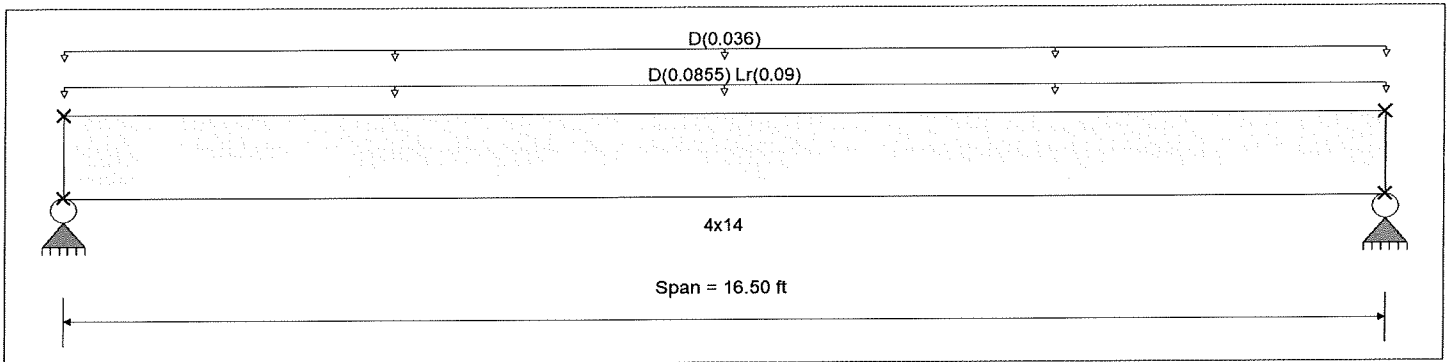 D(0.036)
D(0.0855) Lr(0.09)
4x14
Span = 16.50 ft